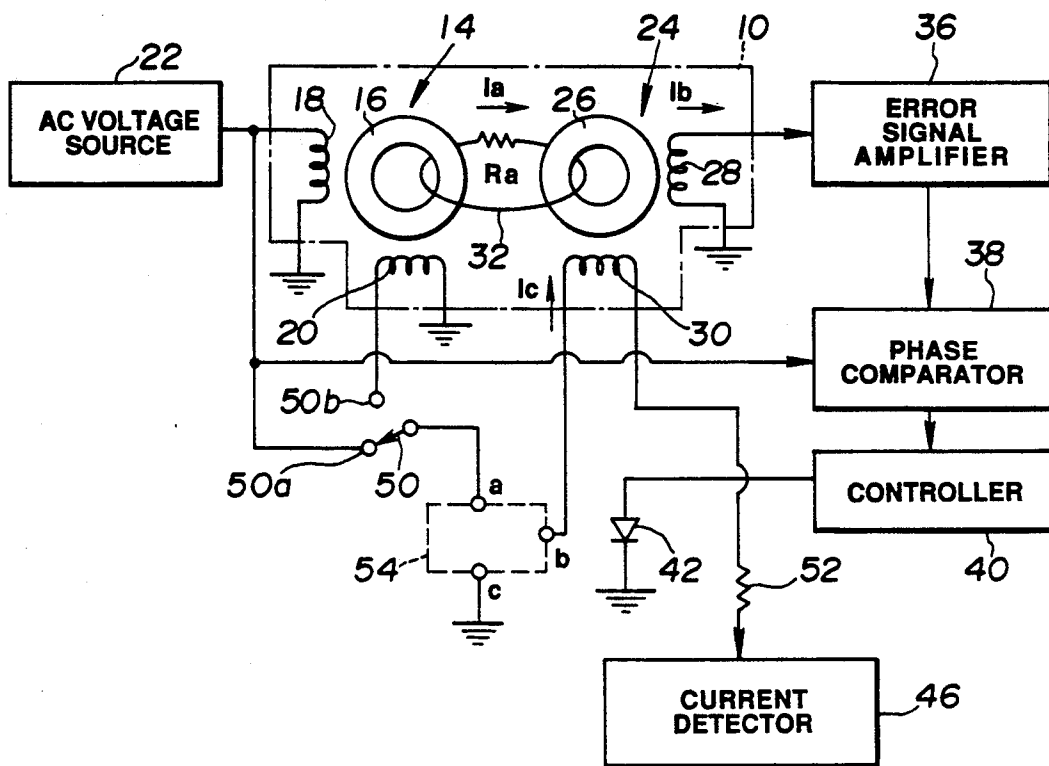 22
14
24
10
36
AC VOLTAGE
SOURCE
18
16
Ia
26
Ib
ERROR
SIGNAL
AMPLIFIER
Ra
28
32
38
20
Ic
30
PHASE
COMPARATOR
50b
50a
50
a
CONTROLLER
54
b
42
52
40
c
CURRENT
DETECTOR
46